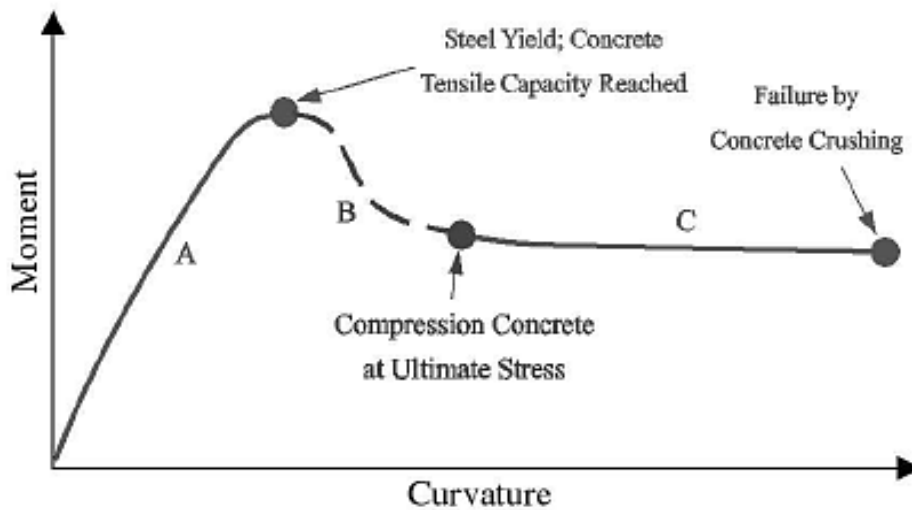 Steel Yield; Concrete
Tensile Capacity Reached
Failure by
Concrete Crushing
Moment
A
B
C
Compression Concrete
at Ultimate Stress
Curvature